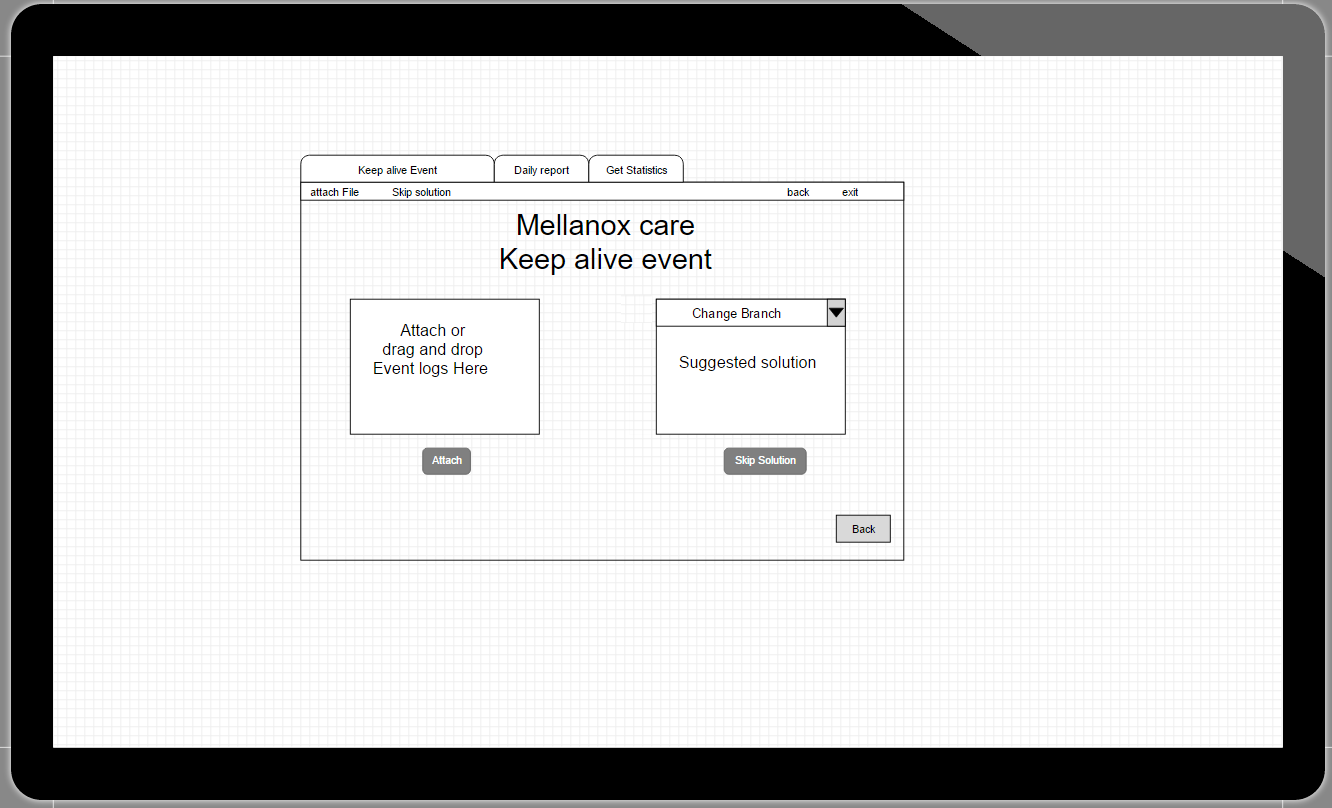 Keep alive Event
Daily report
Get Statistics
attach File
Skip solution
back
exit
Mellanox care
Keep alive event
Attach or
drag and drop
Event logs Here
Attach
Change Branch
Suggested solution
Skip Solution
Back